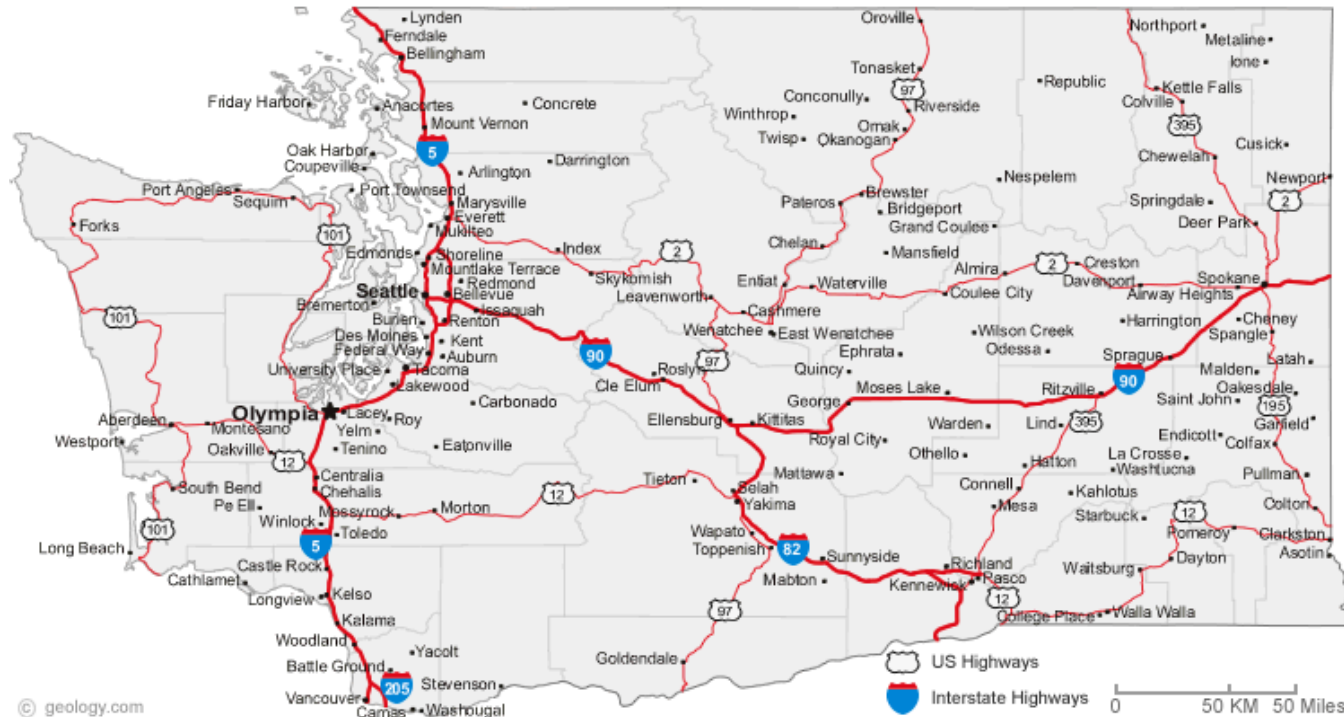 Lynden
Ferndale
Bellingham
Oroville
Northport
Metaline
Ione
Tonasket
97
Republic
Kettle Falls
Colville
Friday Harbor
Anacortes
Concrete
Conconully
Riverside
Winthrop
Omak
395
Mount Vernon
Twisp
Okanogan
5
Oak Harbor
Coupeville
Darrington
Chewelah
Cusick
Arlington
Nespelem
Newport
Port Angeles
Sequim
Port Townsend
Marysville
Brewster
Pateros
Bridgeport
Springdale
2
Forks
Everett
Mukilteo
Grand Coulee
Deer Park
101
Chelan
Edmonds
Shoreline
Index
2
Mansfield
Mountlake Terrace
Redmond
Skykomish
Entiat
Waterville
Almira
2
Creston
Davenport
Spokane
Airway Heights
Seattle
Bellevue
Leavenworth
Coulee City
Bremerton
Issaquah
Cashmere
101
Burien
Renton
Wenatchee
East Wenatchee
Wilson Creek
Harrington
Cheney
Spangle
Des Moines
Kent
Federal Way
Auburn
90
97
Ephrata
Odessa
Sprague
Latah
University Place
Tacoma
Roslyn
Quincy
90
Malden
Lakewood
Cle Elum
Moses Lake
Ritzville
Oakesdale
Carbonado
George
Saint John
195
Olympia
Lacey
Roy
Ellensburg
Kittitas
395
Garfield
Aberdeen
Montesano
Yelm
Warden
Lind
Westport
Oakville
Tenino
Eatonville
Royal City
Endicott
Colfax
12
Othello
La Crosse
Hatton
Washtucna
Centralia
Tieton
Mattawa
Pullman
South Bend
Chehalis
12
Selah
Connell
Kahlotus
Pe Ell
Yakima
Mesa
Colton
Mossyrock
Morton
12
Starbuck
Winlock
101
Toledo
Wapato
Pomeroy
Clarkston
Long Beach
5
Toppenish
82
Sunnyside
Asotin
Castle Rock
Richland
Waitsburg
Dayton
Cathlamet
Mabton
Kennewick
Pasco
Longview
Kelso
12
97
College Place
Walla Walla
Kalama
Woodland
Yacolt
Goldendale
US Highways
Battle Ground
205
Stevenson
Interstate Highways
Vancouver
Camas
Washougal
© geology.com
0 50 KM 50 Miles